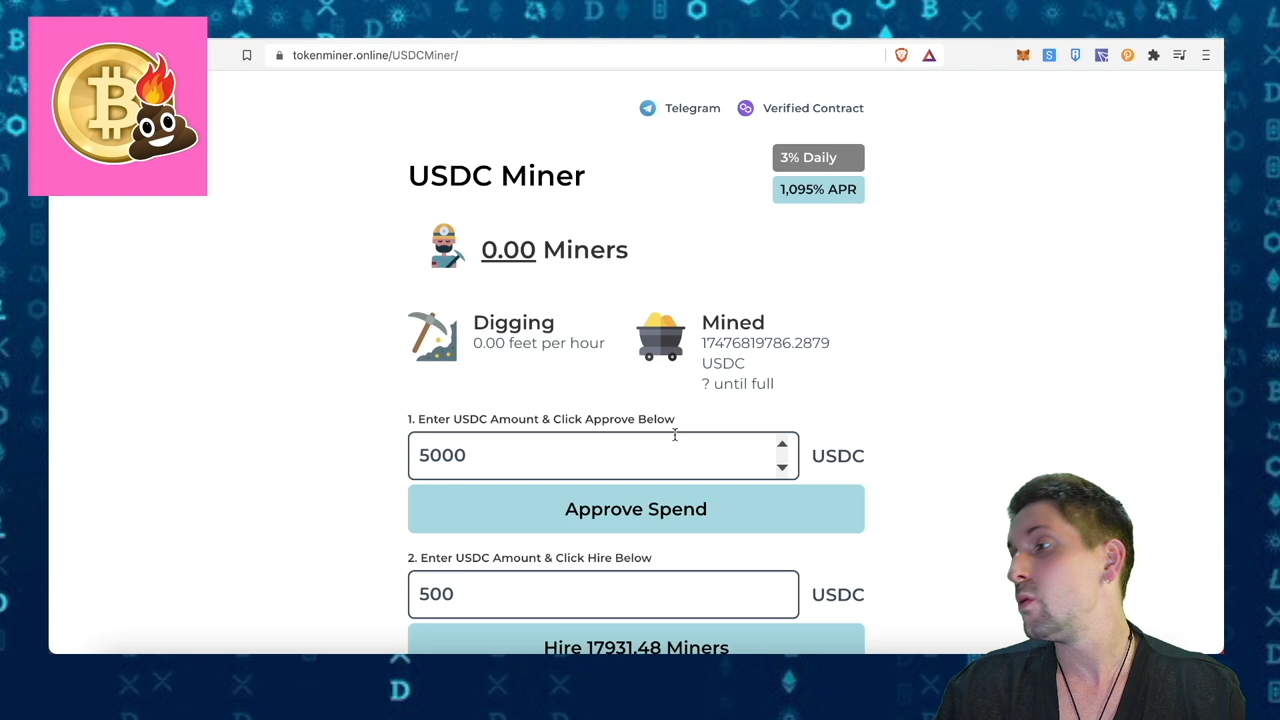 tokenminer.online/USDCMiner/
Telegram Verified Contract
3% Daily
USDC Miner
1,095% APR
0.00 Miners
Digging
0.00 feet per hour
Mined
17476819786.2879
USDC
? until full
1. Enter USDC Amount & Click Approve Below
5000 USDC
Approve Spend
2. Enter USDC Amount & Click Hire Below
500 USDC
Hire 17931.48 Miners